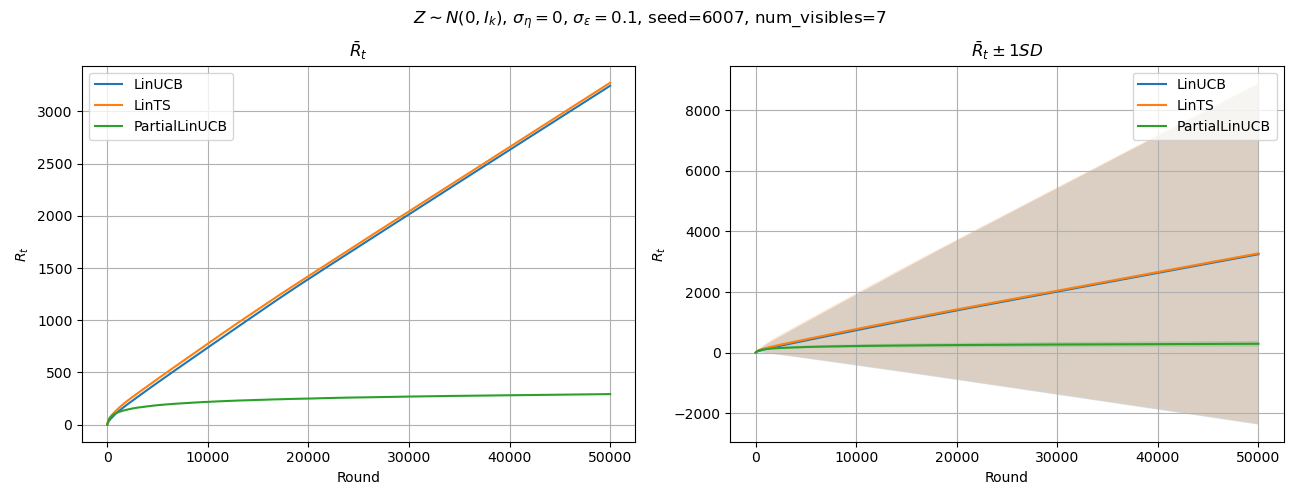 Z ∼ N(0, I_k), σ_η = 0, σ_ε = 0.1, seed=6007, num_visibles=7
R̄_t
R_t
3000
2500
2000
1500
1000
500
0
LinUCB
LinTS
PartialLinUCB
0 10000 20000 30000 40000 50000
Round
R̄_t ± 1SD
R_t
8000
6000
4000
2000
0
−2000
LinUCB
LinTS
PartialLinUCB
0 10000 20000 30000 40000 50000
Round